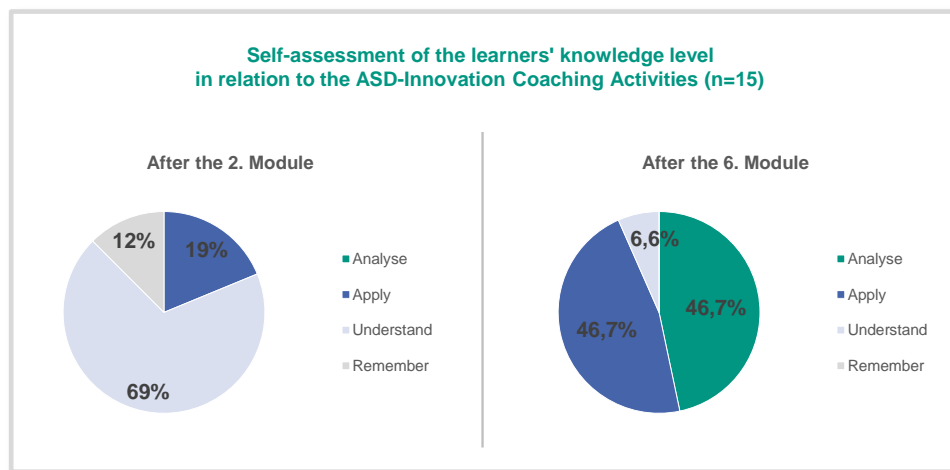 Self-assessment of the learners' knowledge level
in relation to the ASD-Innovation Coaching Activities (n=15)
After the 2. Module
12%
19%
69%
Analyse
Apply
Understand
Remember
After the 6. Module
6,6%
46,7%
46,7%
Analyse
Apply
Understand
Remember